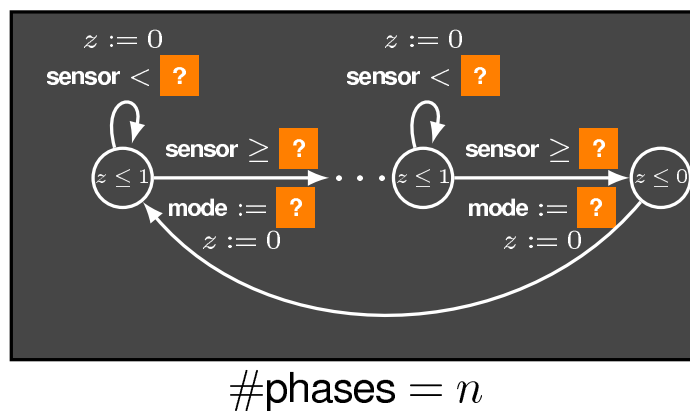 z := 0 z := 0
sensor < ? sensor < ?
sensor ≥ ? sensor ≥ ?
z ≤ 1 · · · z ≤ 1 z ≤ 0
mode := ? mode := ?
z := 0 z := 0
#phases = n